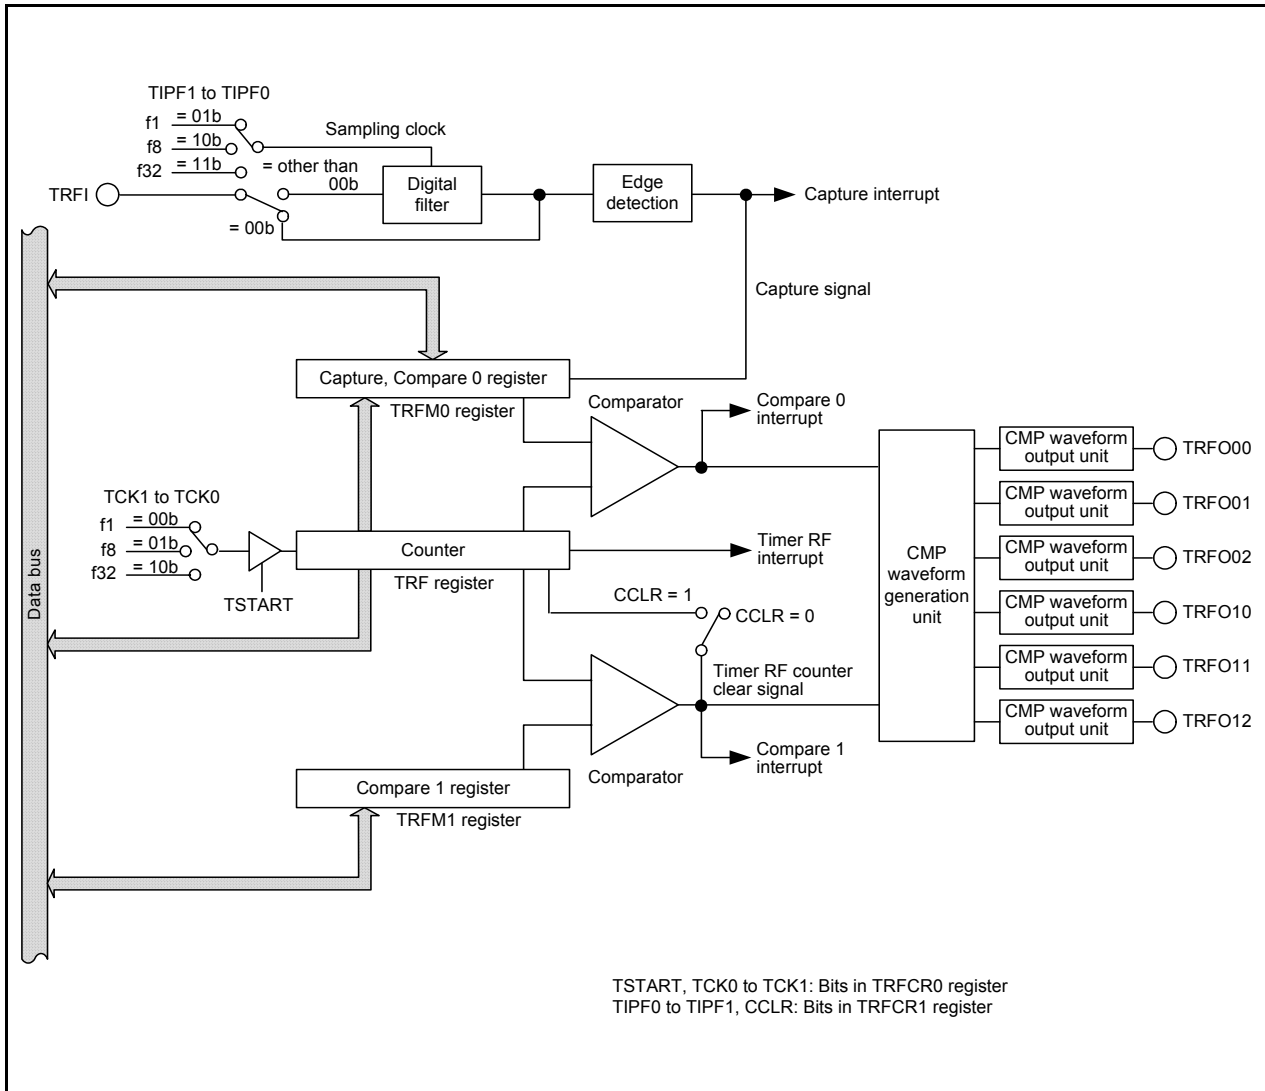 TIPF1 to TIPF0
f1 = 01b
f8 = 10b
f32 = 11b
Sampling clock
= other than
00b
= 00b
TRFI
Digital
filter
Edge
detection
Capture interrupt
Capture signal
Capture, Compare 0 register
TRFM0 register
Comparator
Compare 0
interrupt
TCK1 to TCK0
f1 = 00b
f8 = 01b
f32 = 10b
TSTART
Counter
TRF register
Timer RF
interrupt
CCLR = 1
CCLR = 0
Timer RF counter
clear signal
Compare 1
interrupt
Comparator
Compare 1 register
TRFM1 register
Data bus
CMP
waveform
generation
unit
CMP waveform
output unit
TRFO00
CMP waveform
output unit
TRFO01
CMP waveform
output unit
TRFO02
CMP waveform
output unit
TRFO10
CMP waveform
output unit
TRFO11
CMP waveform
output unit
TRFO12
TSTART, TCK0 to TCK1: Bits in TRFCR0 register
TIPF0 to TIPF1, CCLR: Bits in TRFCR1 register